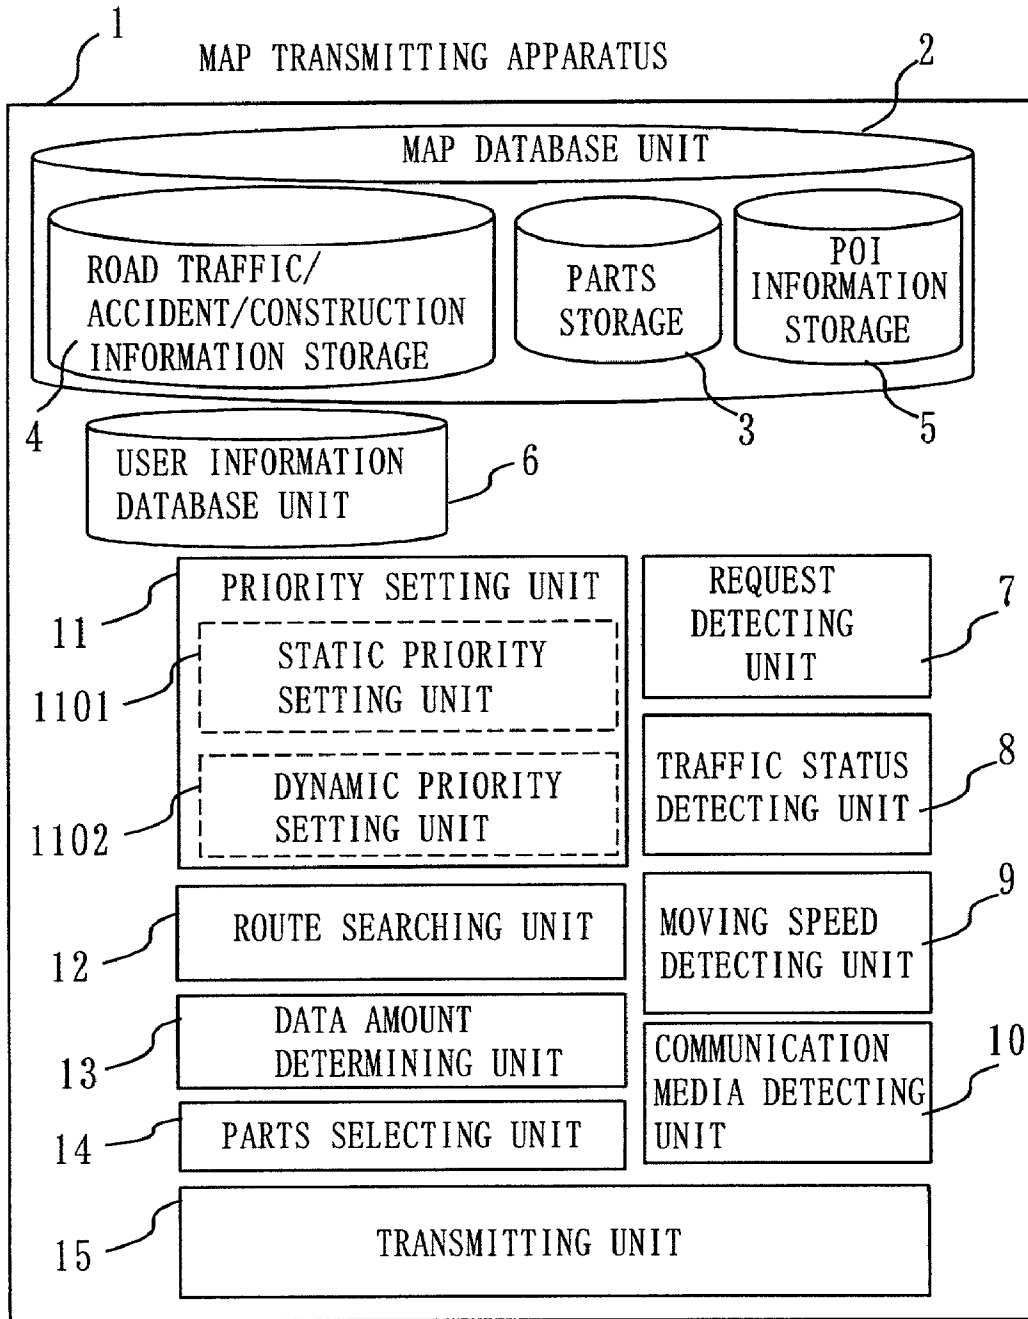 1
MAP TRANSMITTING APPARATUS
2
MAP DATABASE UNIT
ROAD TRAFFIC/
ACCIDENT/CONSTRUCTION
INFORMATION STORAGE
PARTS
STORAGE
POI
INFORMATION
STORAGE
4
3
5
USER INFORMATION
DATABASE UNIT
6
11
PRIORITY SETTING UNIT
1101
STATIC PRIORITY
SETTING UNIT
1102
DYNAMIC PRIORITY
SETTING UNIT
REQUEST
DETECTING
UNIT
7
TRAFFIC STATUS
DETECTING UNIT
8
12
ROUTE SEARCHING UNIT
MOVING SPEED
DETECTING UNIT
9
13
DATA AMOUNT
DETERMINING UNIT
COMMUNICATION
MEDIA DETECTING
UNIT
10
14
PARTS SELECTING UNIT
15
TRANSMITTING UNIT